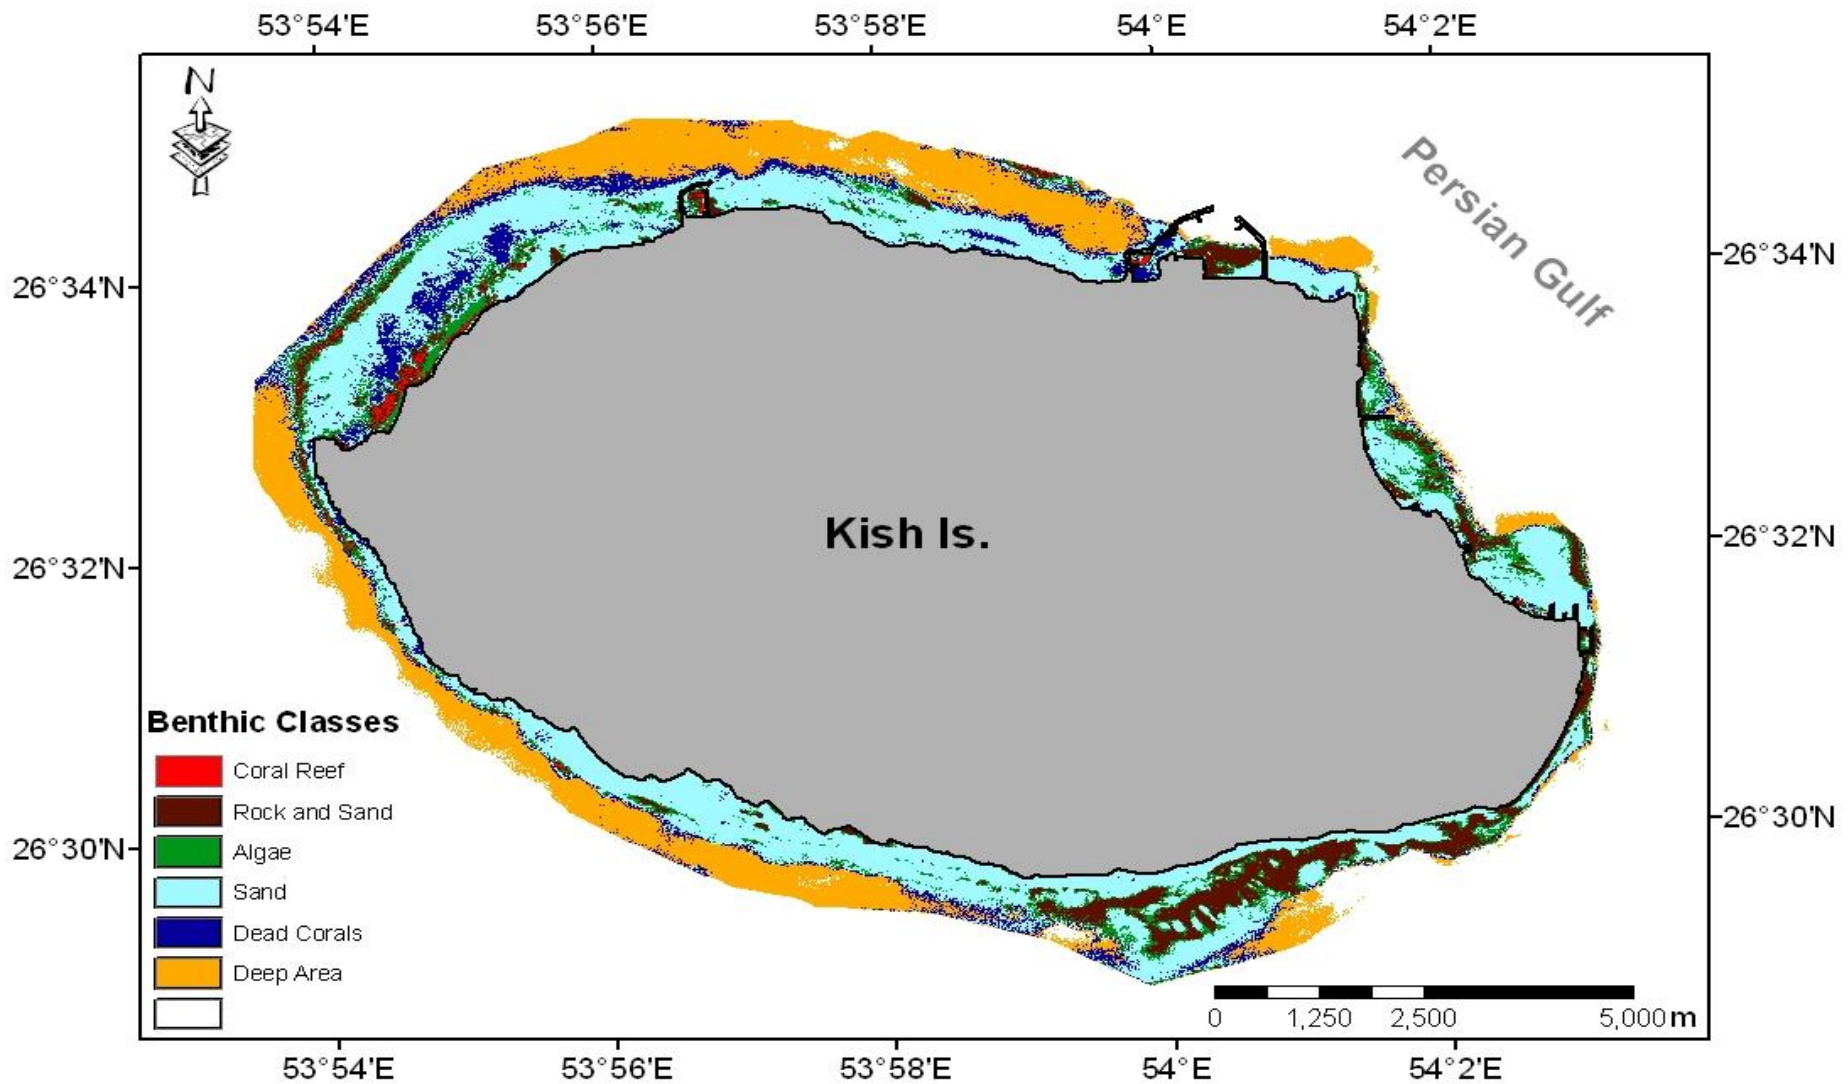 53°54'E 53°56'E 53°58'E 54°E 54°2'E
N
Persian Gulf
26°34'N 26°34'N
Kish Is.
26°32'N 26°32'N
26°30'N 26°30'N
Benthic Classes
Coral Reef
Rock and Sand
Algae
Sand
Dead Corals
Deep Area
0 1,250 2,500 5,000 m
53°54'E 53°56'E 53°58'E 54°E 54°2'E